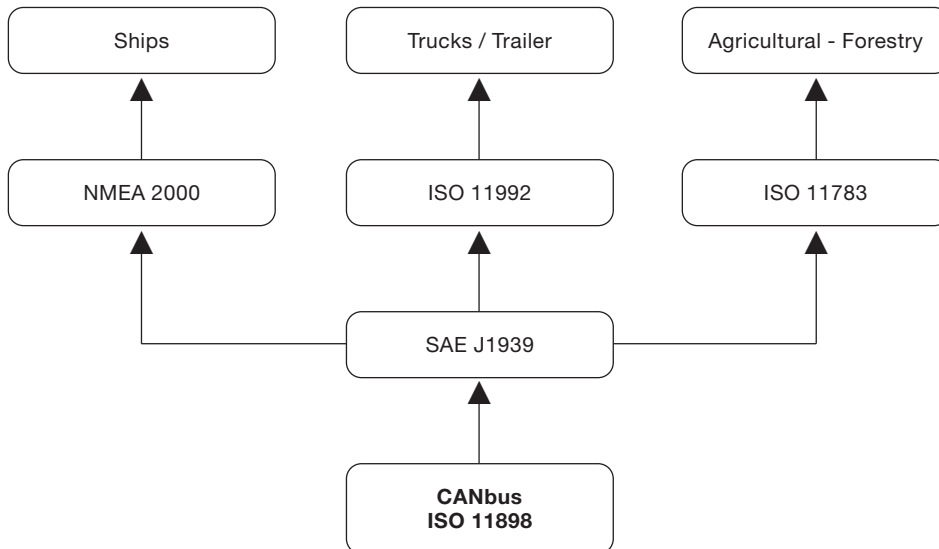 Ships
Trucks / Trailer
Agricultural - Forestry
NMEA 2000
ISO 11992
ISO 11783
SAE J1939
CANbus
ISO 11898